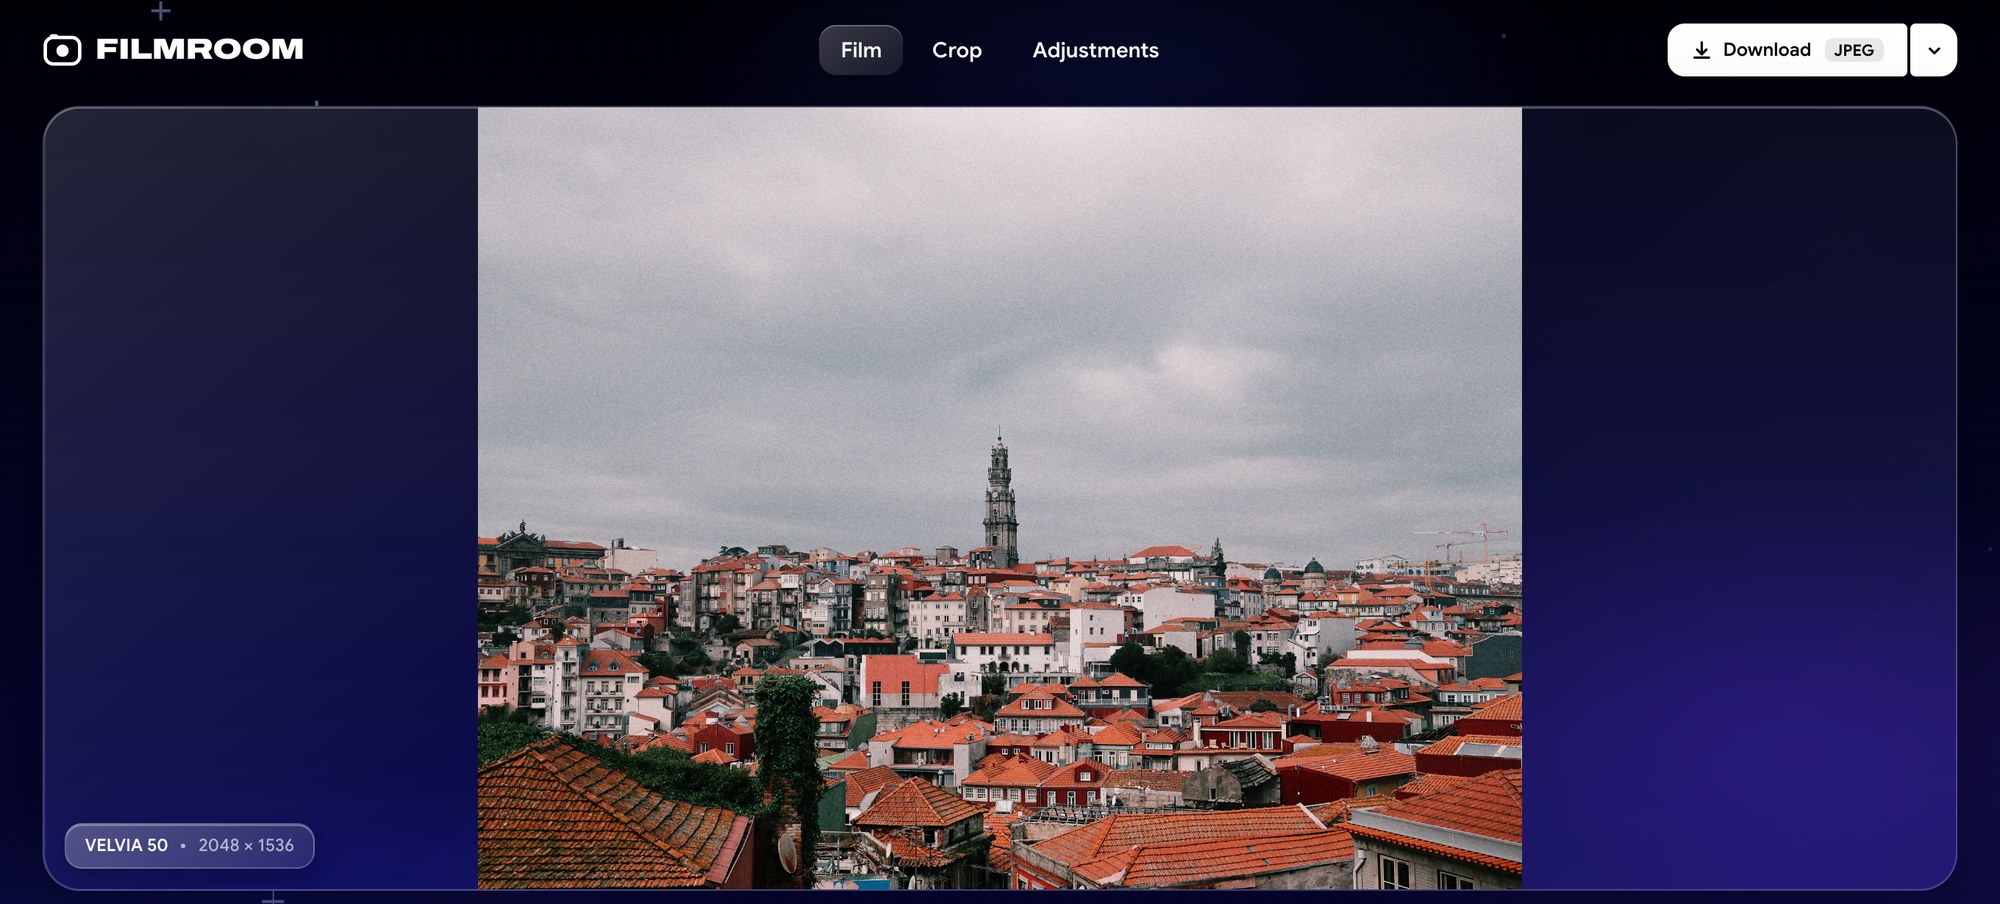 FILMROOM
Film
Crop
Adjustments
Download JPEG
VELVIA 50 • 2048 × 1536